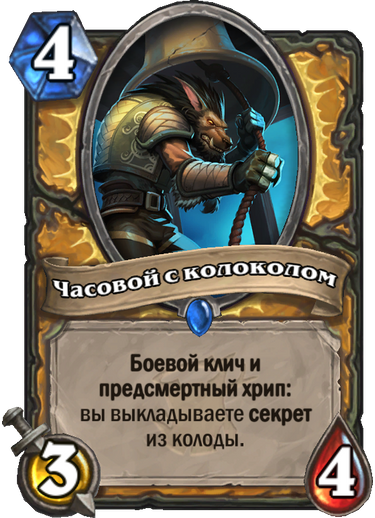 4
Часовой с колоколом
Боевой клич и
предсмертный хрип:
вы выкладываете секрет
из колоды.
3
4